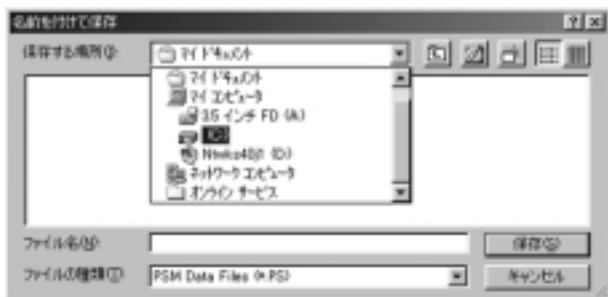 名前を付けて保存
保存する場所(I):
マイ ドキュメント
マイ ドキュメント
マイ コンピュータ
3.5 インチ FD (A:)
(C:)
(D:)
ネットワーク コンピュータ
オンライン サービス
ファイル名(N):
保存(S)
ファイルの種類(T):
PSM Data Files (*.PS)
キャンセル